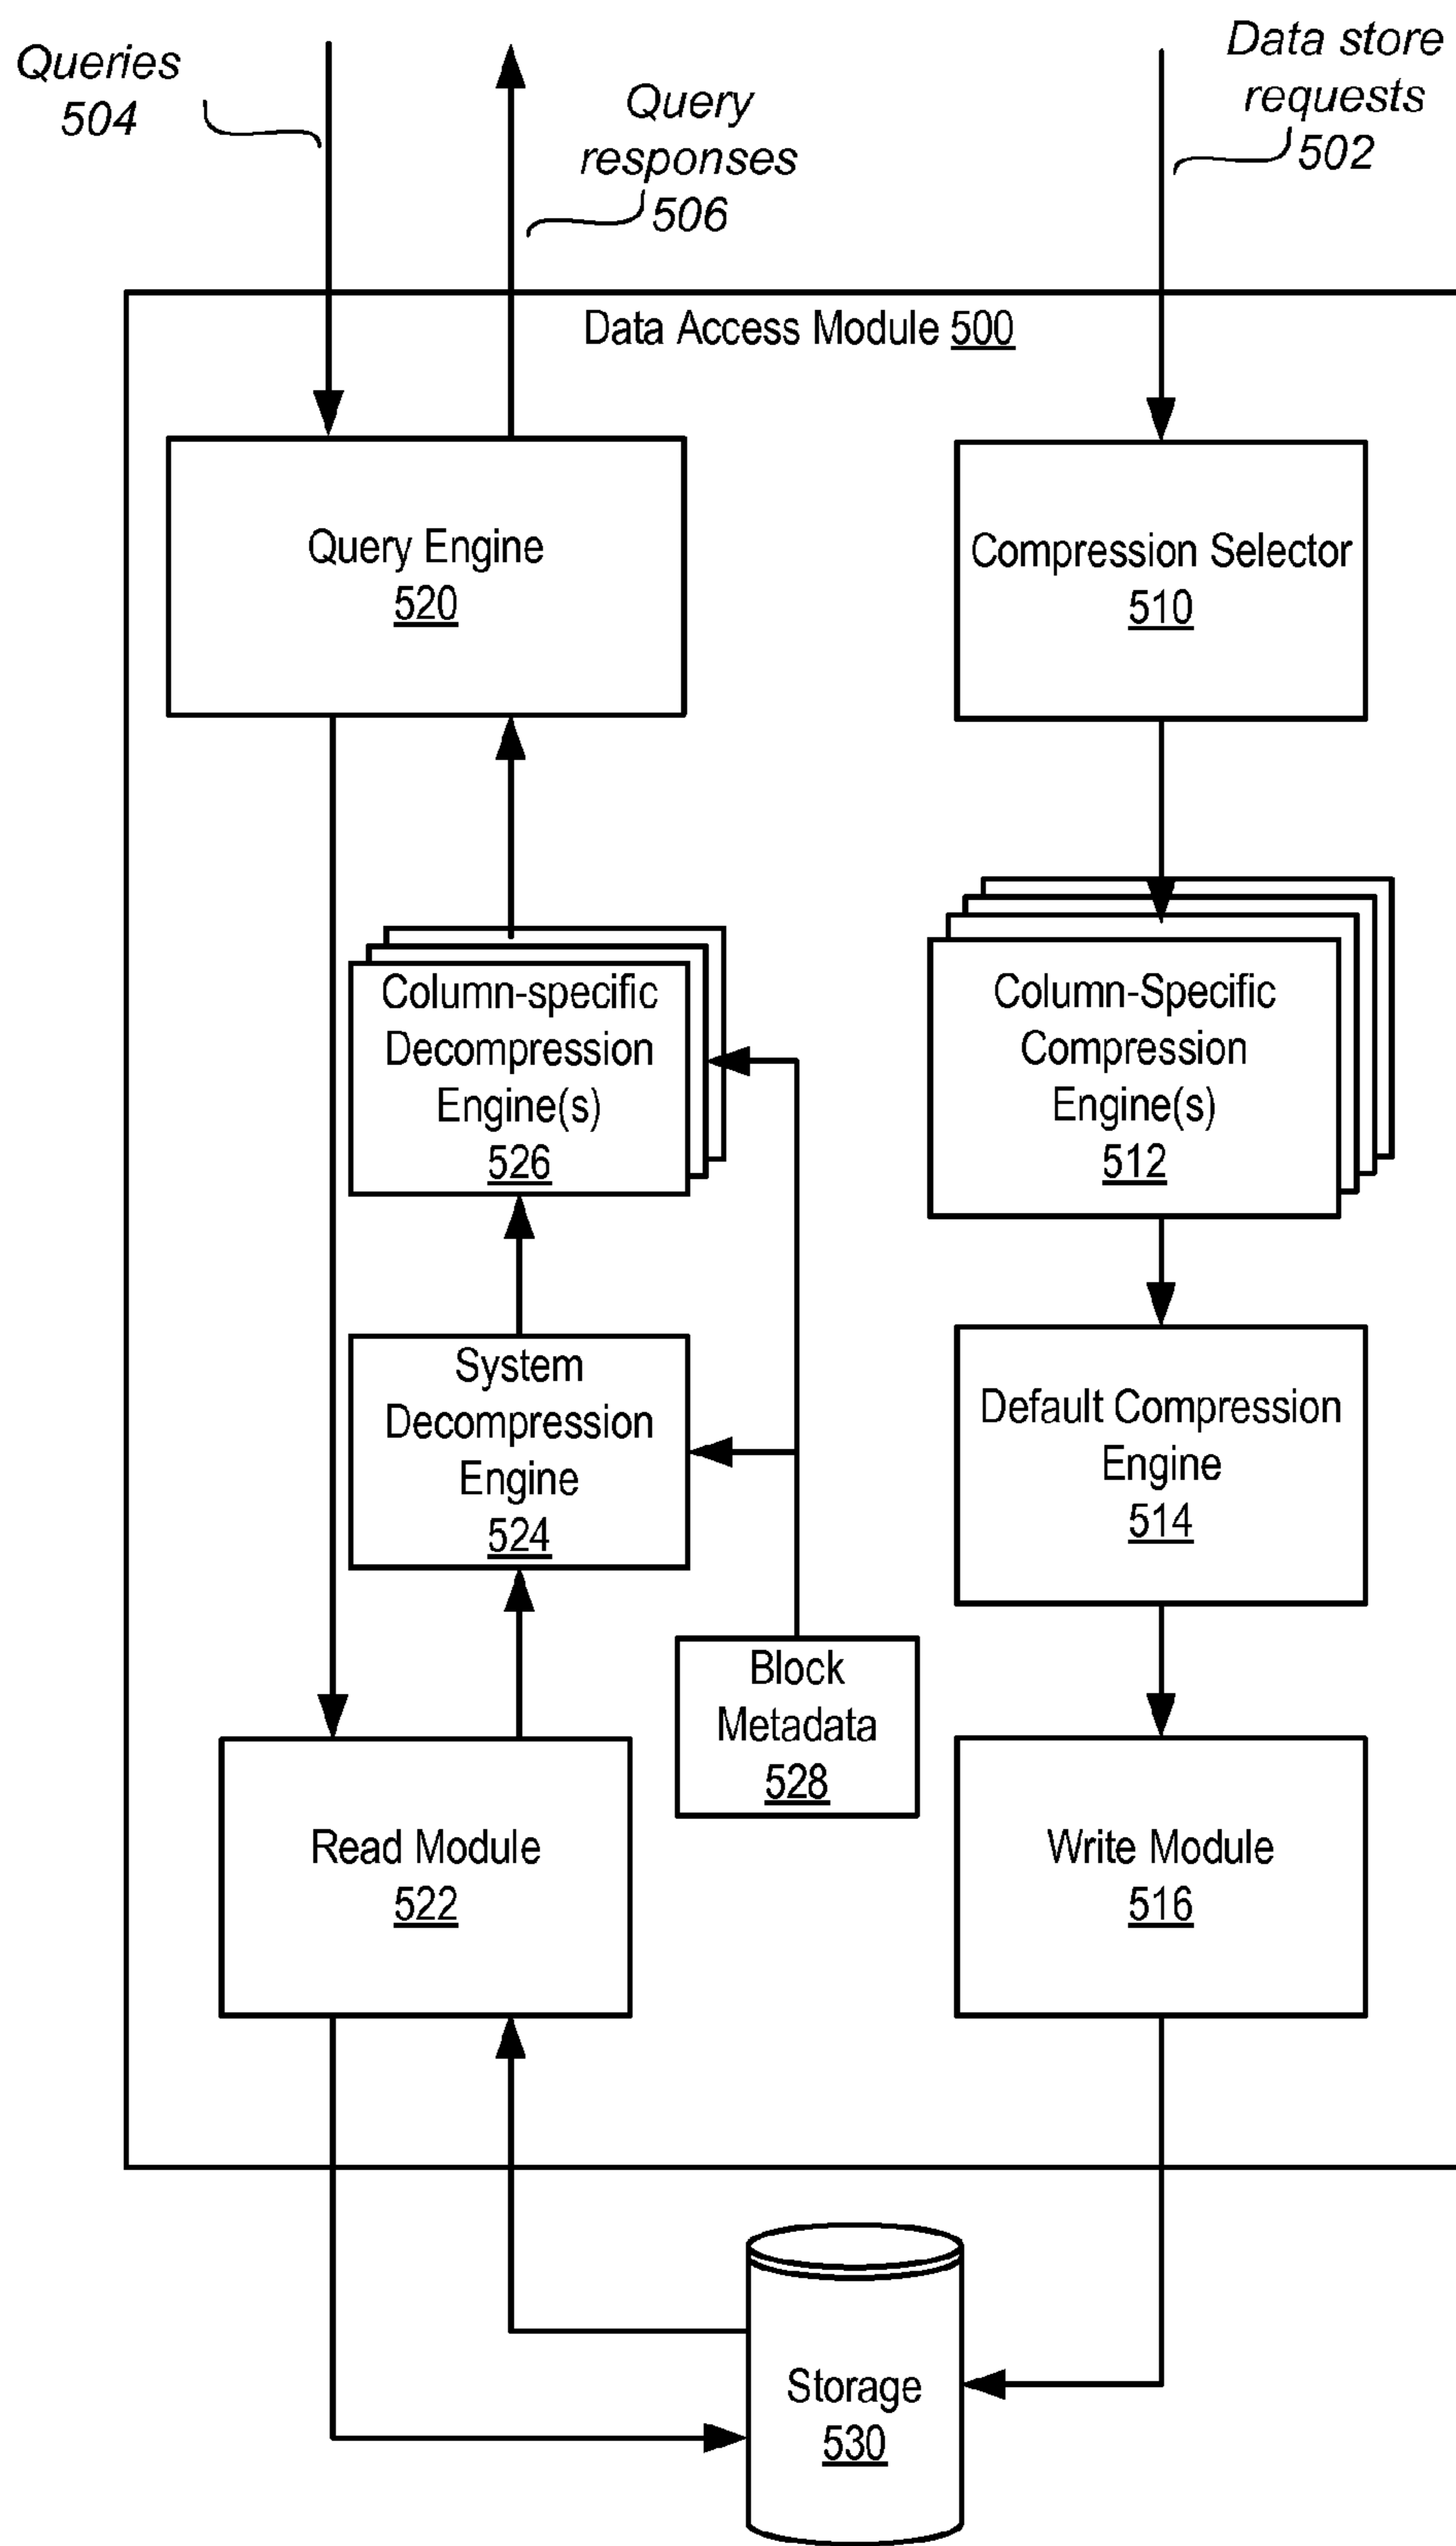 Queries
504
Query
responses
506
Data store
requests
502
Data Access Module 500
Query Engine
520
Compression Selector
510
Column-specific
Decompression
Engine(s)
526
Column-Specific
Compression
Engine(s)
512
System
Decompression
Engine
524
Default Compression
Engine
514
Block
Metadata
528
Read Module
522
Write Module
516
Storage
530